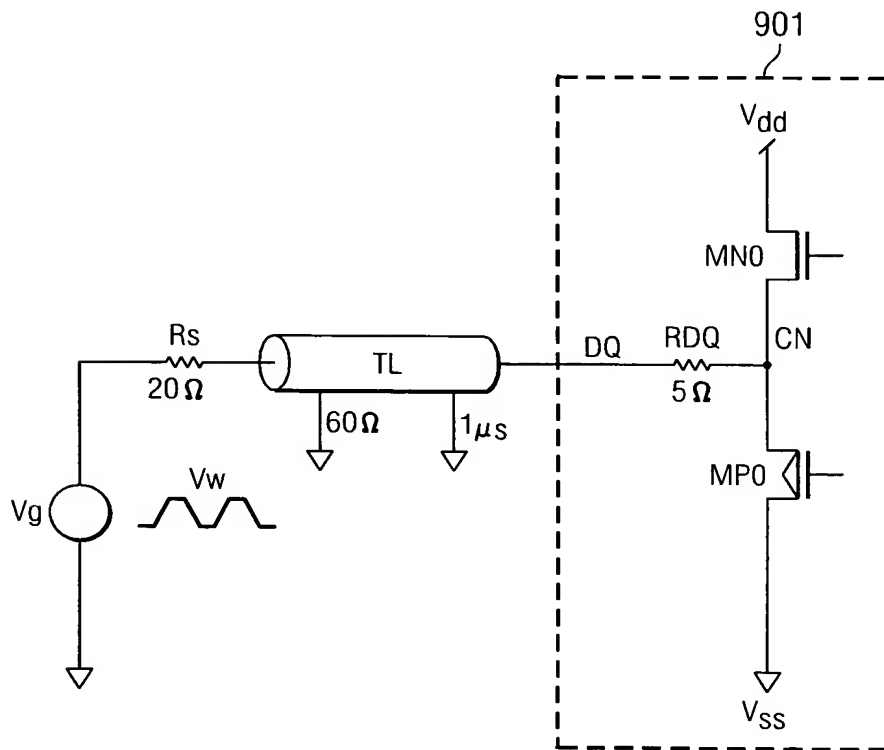 901
Vdd
MN0
Rs
TL
DQ
RDQ
CN
20Ω
5Ω
60Ω
1μs
Vw
MP0
Vg
Vss